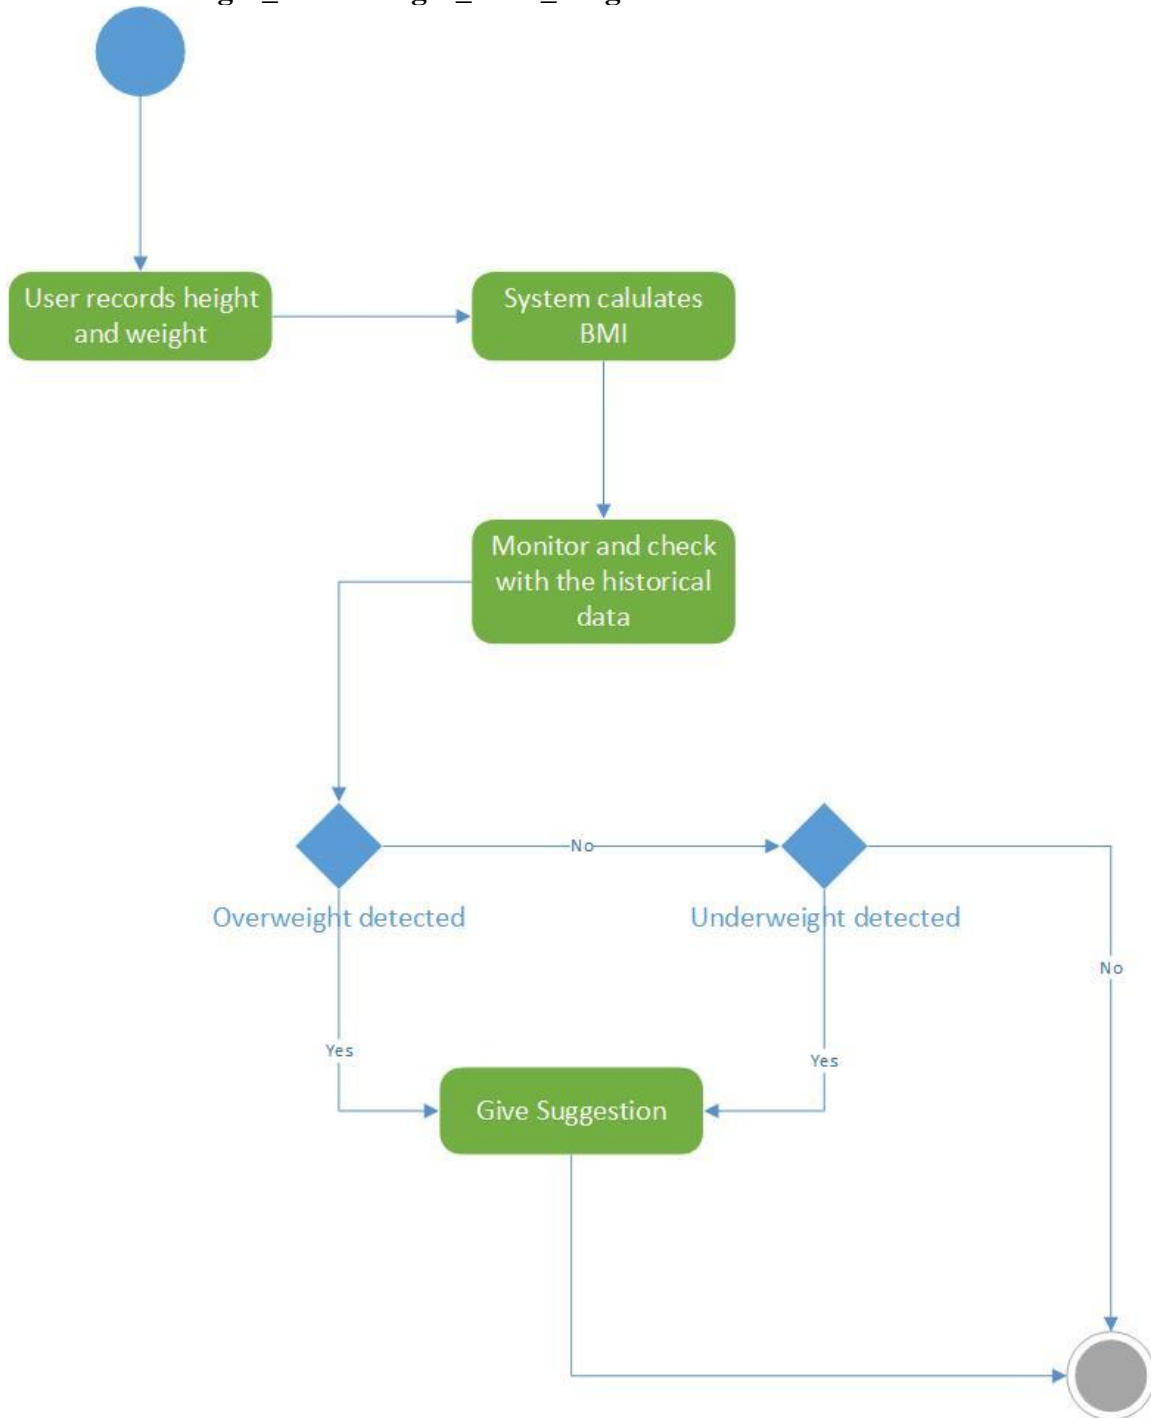 User records height
and weight
System calulates
BMI
Monitor and check
with the historical
data
No
Overweight detected
Underweight detected
No
Yes
Yes
Give Suggestion